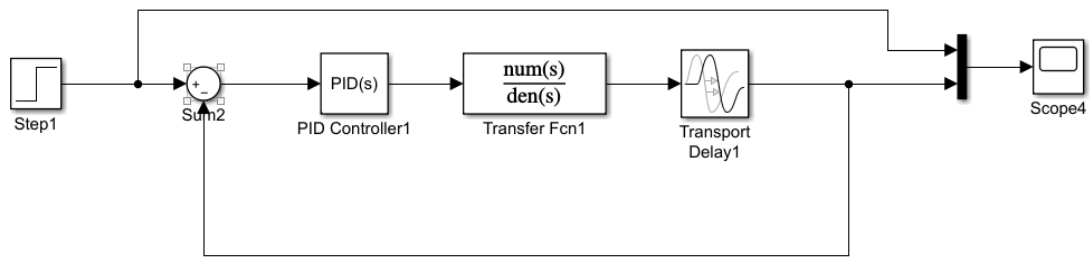 Step1
+
−
Sum2
PID(s)
PID Controller1
num(s)
den(s)
Transfer Fcn1
Transport
Delay1
Scope4